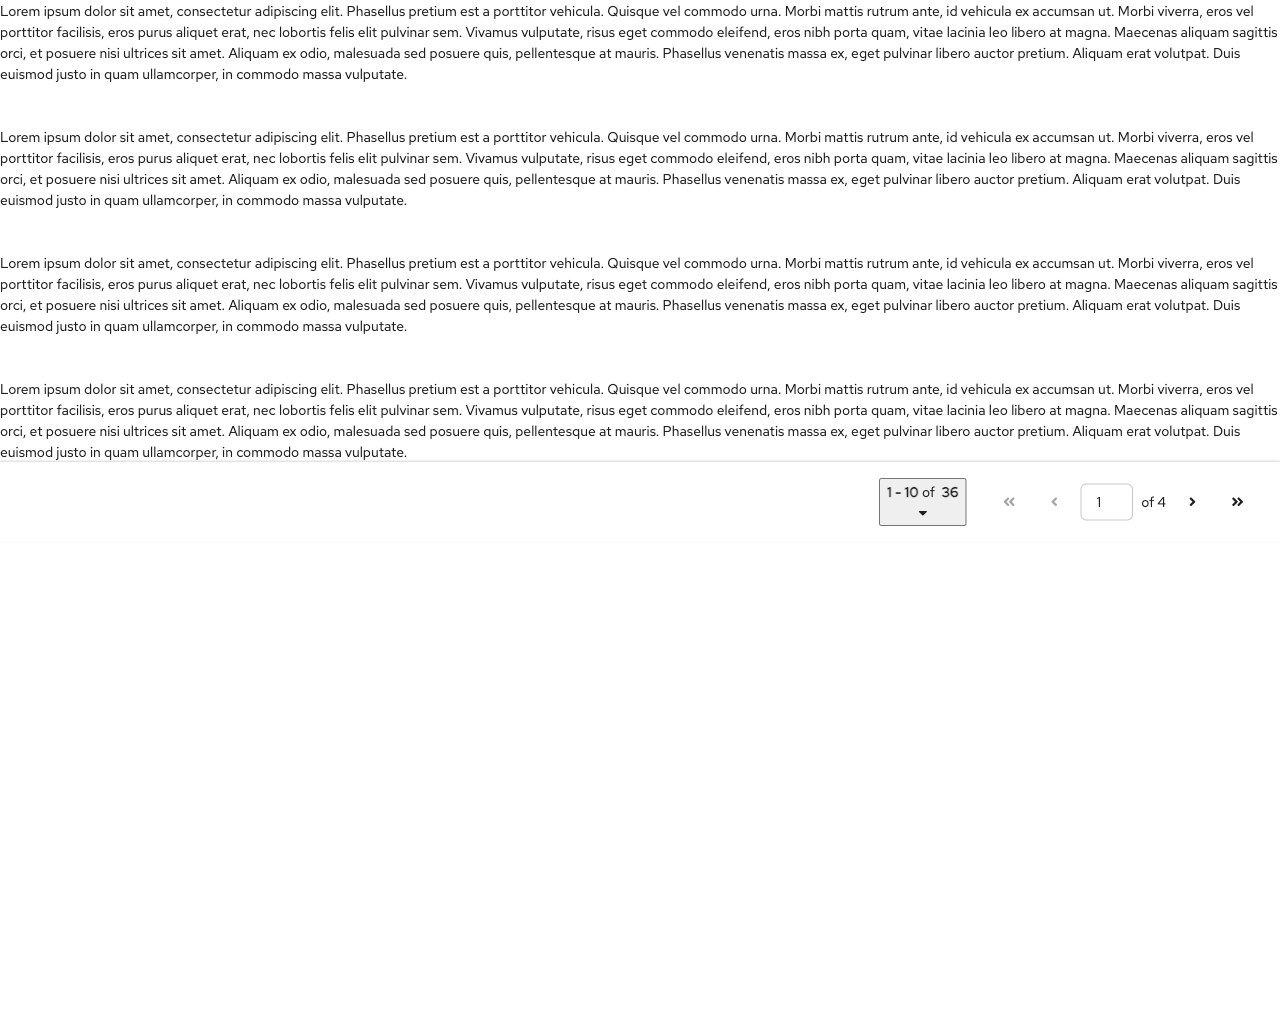 Lorem ipsum dolor sit amet, consectetur adipiscing elit. Phasellus pretium est a porttitor vehicula. Quisque vel commodo urna. Morbi mattis rutrum ante, id vehicula ex accumsan ut. Morbi viverra, eros vel
porttitor facilisis, eros purus aliquet erat, nec lobortis felis elit pulvinar sem. Vivamus vulputate, risus eget commodo eleifend, eros nibh porta quam, vitae lacinia leo libero at magna. Maecenas aliquam sagittis
orci, et posuere nisi ultrices sit amet. Aliquam ex odio, malesuada sed posuere quis, pellentesque at mauris. Phasellus venenatis massa ex, eget pulvinar libero auctor pretium. Aliquam erat volutpat. Duis
euismod justo in quam ullamcorper, in commodo massa vulputate.
Lorem ipsum dolor sit amet, consectetur adipiscing elit. Phasellus pretium est a porttitor vehicula. Quisque vel commodo urna. Morbi mattis rutrum ante, id vehicula ex accumsan ut. Morbi viverra, eros vel
porttitor facilisis, eros purus aliquet erat, nec lobortis felis elit pulvinar sem. Vivamus vulputate, risus eget commodo eleifend, eros nibh porta quam, vitae lacinia leo libero at magna. Maecenas aliquam sagittis
orci, et posuere nisi ultrices sit amet. Aliquam ex odio, malesuada sed posuere quis, pellentesque at mauris. Phasellus venenatis massa ex, eget pulvinar libero auctor pretium. Aliquam erat volutpat. Duis
euismod justo in quam ullamcorper, in commodo massa vulputate.
Lorem ipsum dolor sit amet, consectetur adipiscing elit. Phasellus pretium est a porttitor vehicula. Quisque vel commodo urna. Morbi mattis rutrum ante, id vehicula ex accumsan ut. Morbi viverra, eros vel
porttitor facilisis, eros purus aliquet erat, nec lobortis felis elit pulvinar sem. Vivamus vulputate, risus eget commodo eleifend, eros nibh porta quam, vitae lacinia leo libero at magna. Maecenas aliquam sagittis
orci, et posuere nisi ultrices sit amet. Aliquam ex odio, malesuada sed posuere quis, pellentesque at mauris. Phasellus venenatis massa ex, eget pulvinar libero auctor pretium. Aliquam erat volutpat. Duis
euismod justo in quam ullamcorper, in commodo massa vulputate.
Lorem ipsum dolor sit amet, consectetur adipiscing elit. Phasellus pretium est a porttitor vehicula. Quisque vel commodo urna. Morbi mattis rutrum ante, id vehicula ex accumsan ut. Morbi viverra, eros vel
porttitor facilisis, eros purus aliquet erat, nec lobortis felis elit pulvinar sem. Vivamus vulputate, risus eget commodo eleifend, eros nibh porta quam, vitae lacinia leo libero at magna. Maecenas aliquam sagittis
orci, et posuere nisi ultrices sit amet. Aliquam ex odio, malesuada sed posuere quis, pellentesque at mauris. Phasellus venenatis massa ex, eget pulvinar libero auctor pretium. Aliquam erat volutpat. Duis
euismod justo in quam ullamcorper, in commodo massa vulputate.
1 - 10 of 36
1 of 4